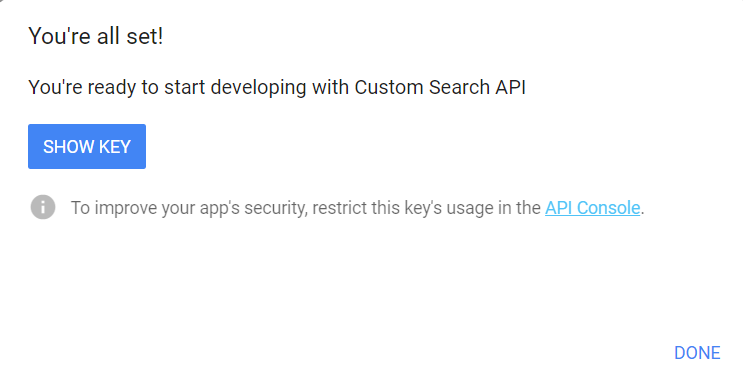 You're all set!
You're ready to start developing with Custom Search API
SHOW KEY
To improve your app's security, restrict this key's usage in the API Console.
DONE